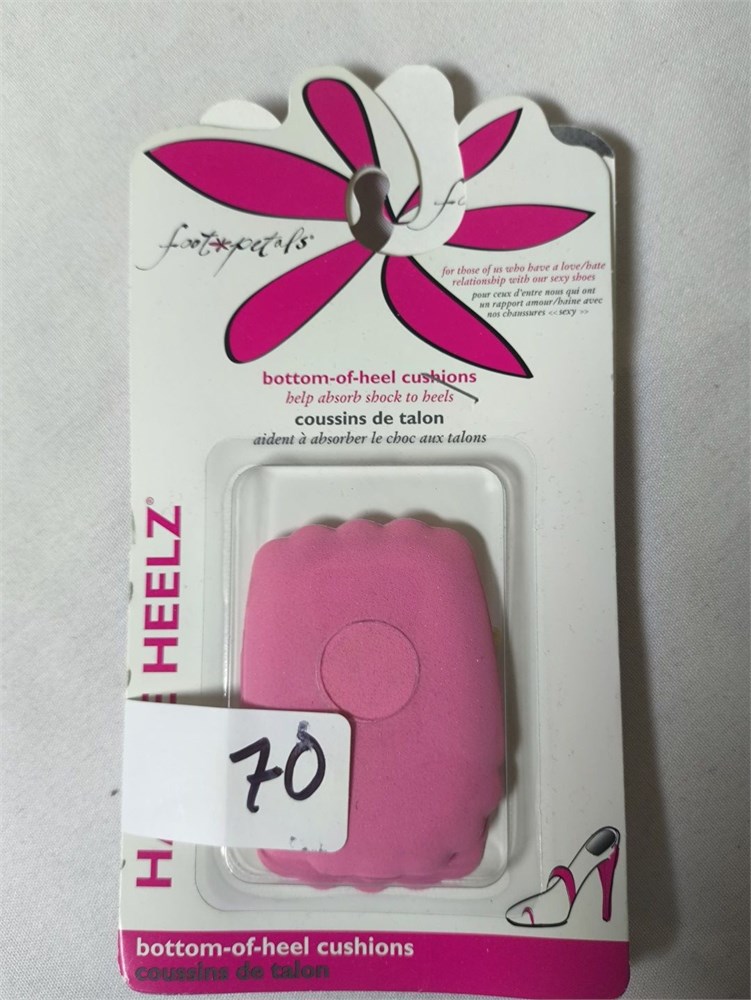 foot*petals
for those of us who have a love/hate
relationship with our sexy shoes
pour ceux d'entre nous qui ont
un rapport amour/haine avec
nos chaussures << sexy >>
bottom-of-heel cushions
help absorb shock to heels
coussins de talon
aident à absorber le choc aux talons
HEELZ®
70
bottom-of-heel cushions
coussins de talon